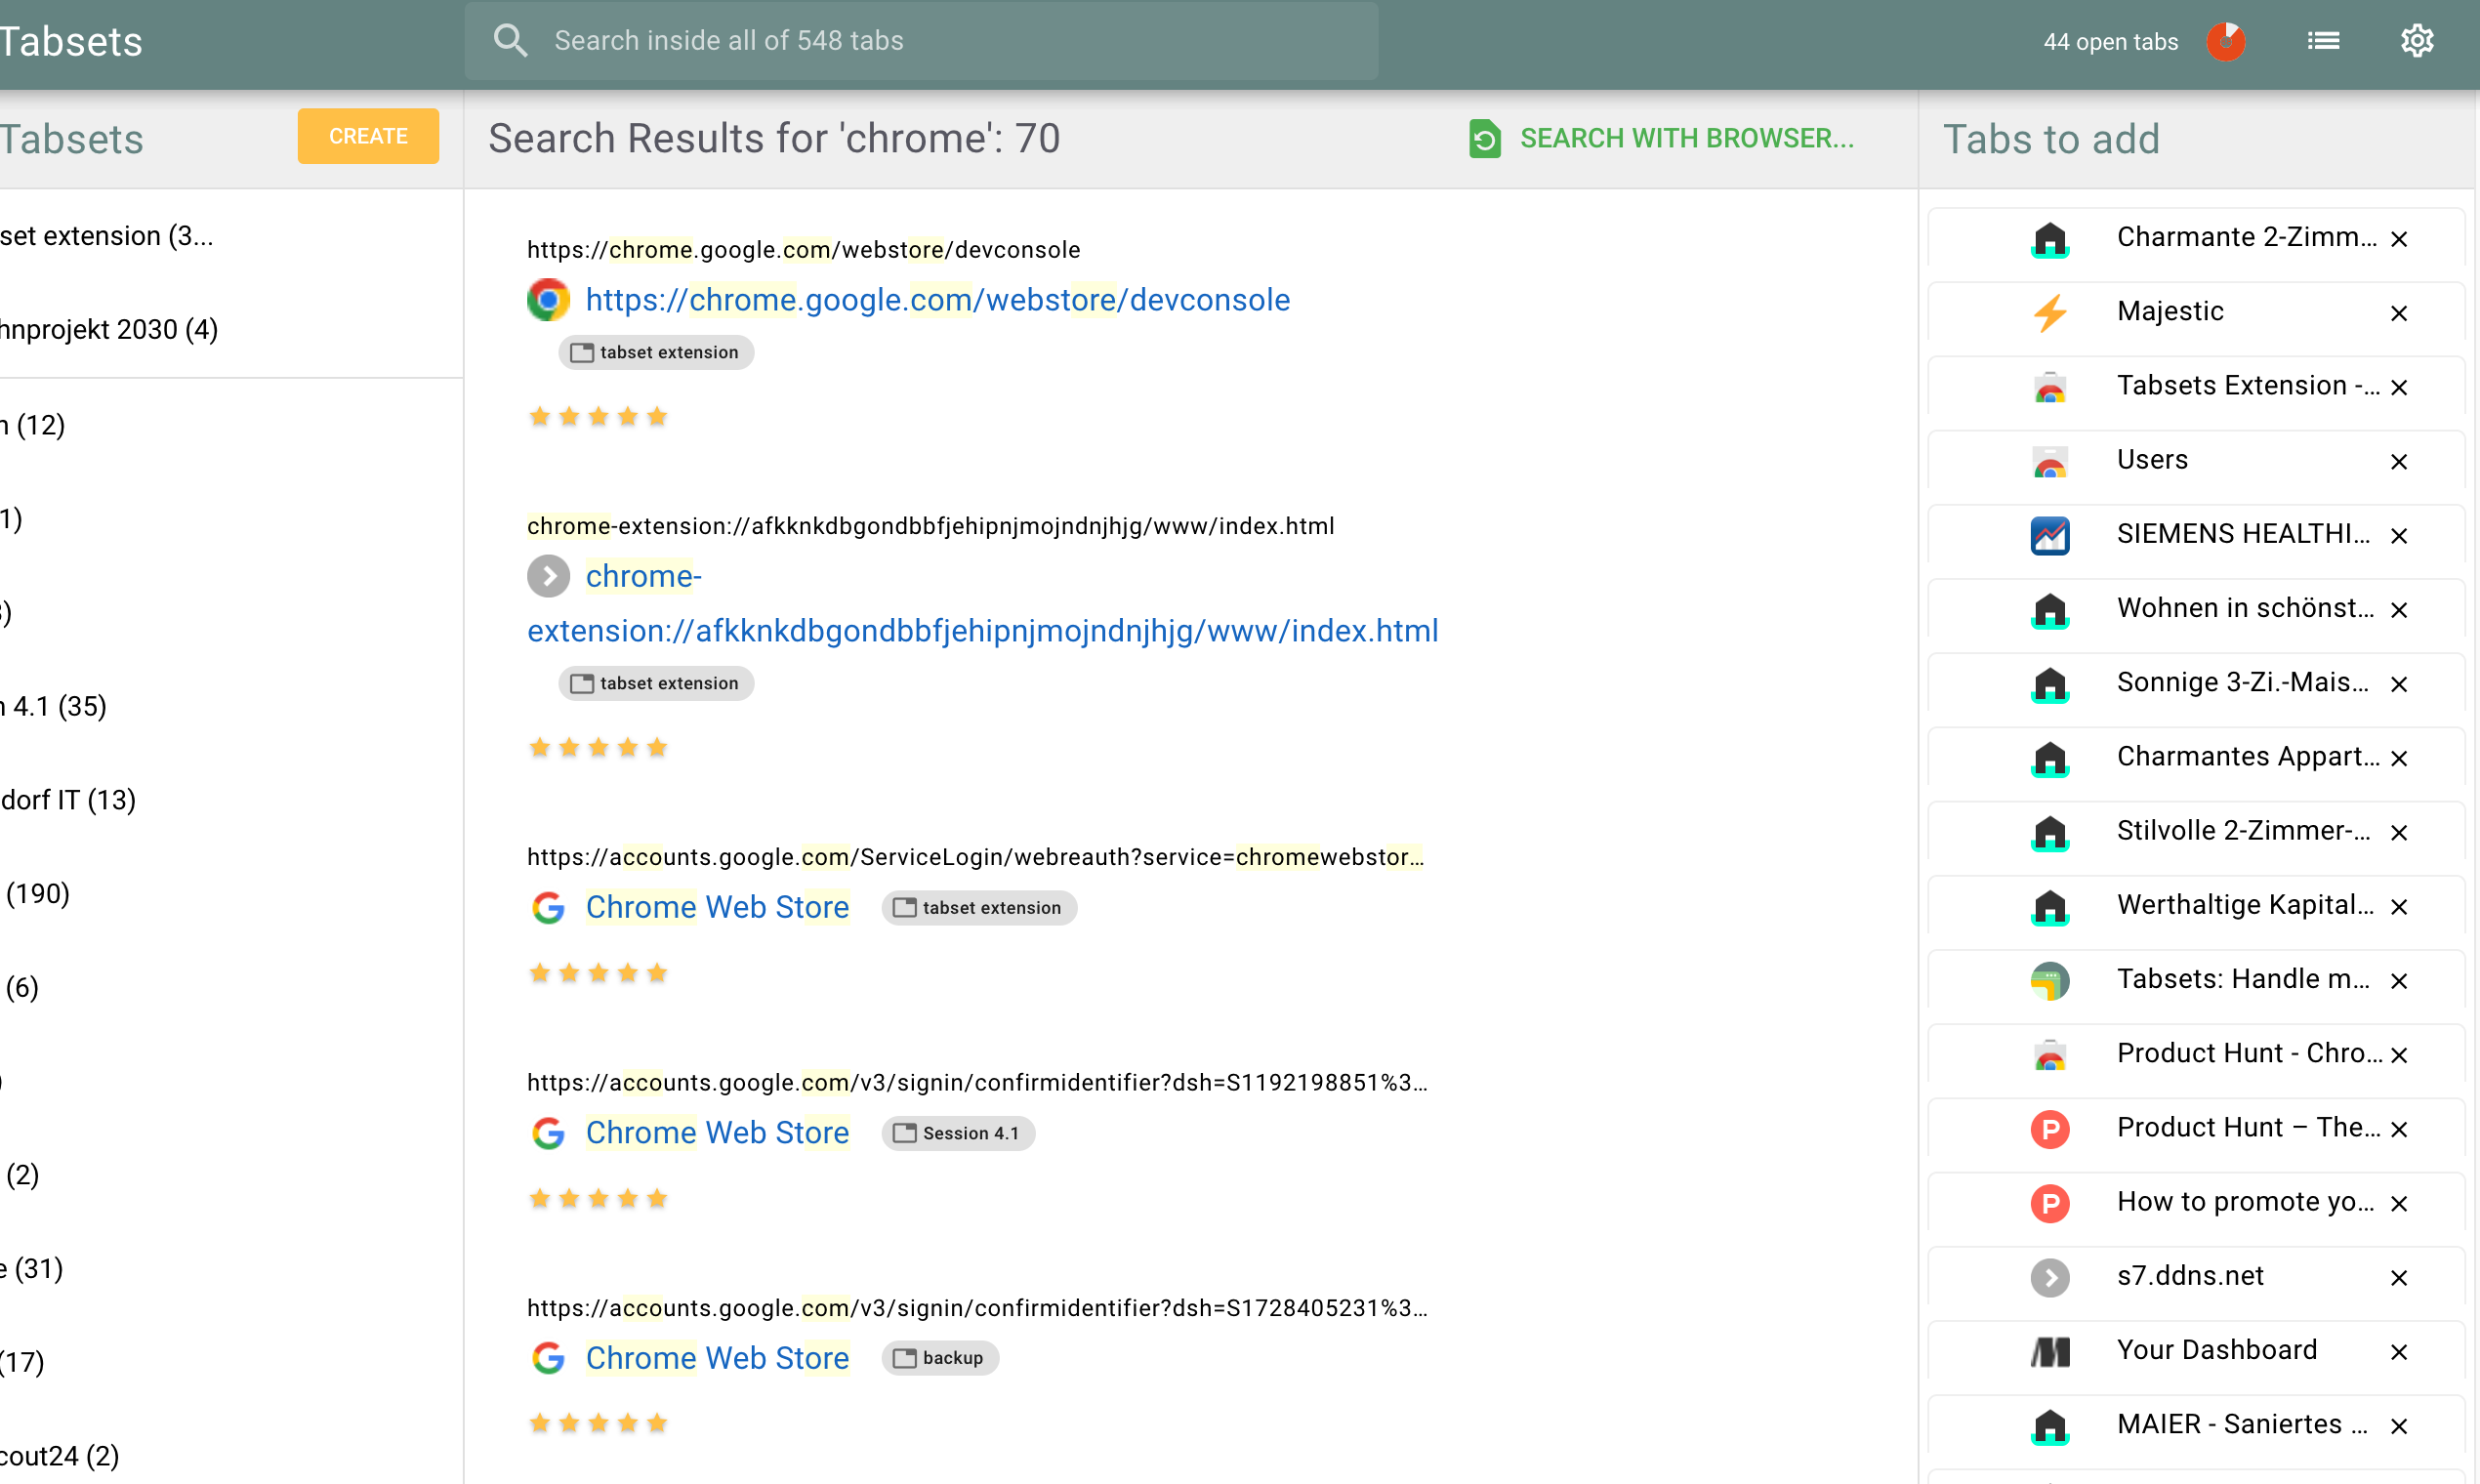 Tabsets
Search inside all of 548 tabs
44 open tabs
Tabsets
CREATE
set extension (3...
hnprojekt 2030 (4)
(12)
1)
4.1 (35)
dorf IT (13)
(190)
(6)
)
(2)
e (31)
(17)
cout24 (2)
Search Results for 'chrome': 70
SEARCH WITH BROWSER...
https://chrome.google.com/webstore/devconsole
https://chrome.google.com/webstore/devconsole
tabset extension
chrome-extension://afkknkdbgondbbfjehipnjmojndnjhjg/www/index.html
chrome-
extension://afkknkdbgondbbfjehipnjmojndnjhjg/www/index.html
tabset extension
https://accounts.google.com/ServiceLogin/webreauth?service=chromewebstor...
Chrome Web Store tabset extension
https://accounts.google.com/v3/signin/confirmidentifier?dsh=S1192198851%3...
Chrome Web Store Session 4.1
https://accounts.google.com/v3/signin/confirmidentifier?dsh=S1728405231%3...
Chrome Web Store backup
Tabs to add
Charmante 2-Zimm...
Majestic
Tabsets Extension -...
Users
SIEMENS HEALTHI...
Wohnen in schönst...
Sonnige 3-Zi.-Mais...
Charmantes Appart...
Stilvolle 2-Zimmer-...
Werthaltige Kapital...
Tabsets: Handle m...
Product Hunt - Chro...
P Product Hunt – The...
P How to promote yo...
s7.ddns.net
Your Dashboard
MAIER - Saniertes ...